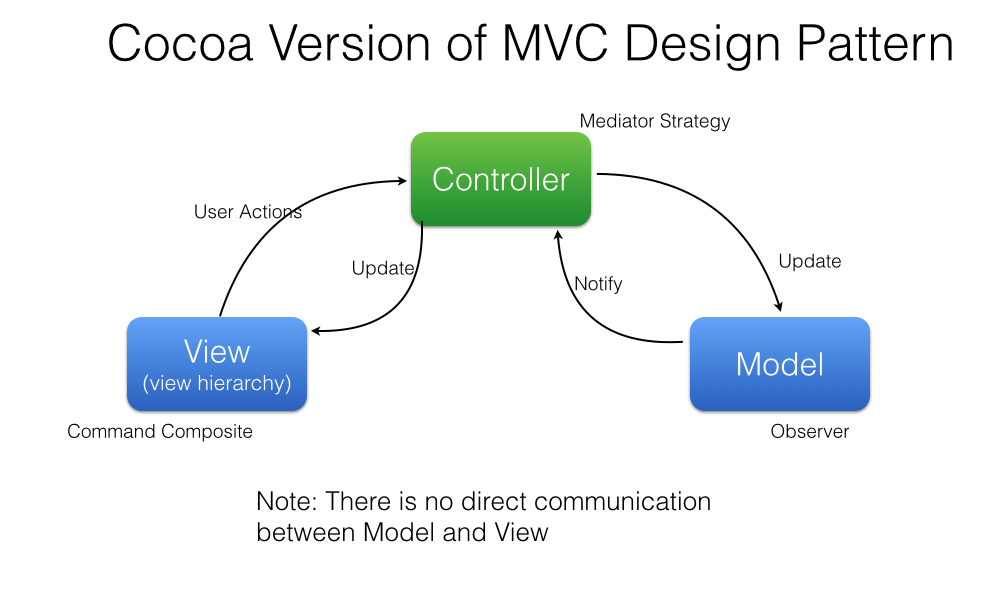 Cocoa Version of MVC Design Pattern
Mediator Strategy
Controller
User Actions
Update
Notify
Update
View
(view hierarchy)
Model
Command Composite
Observer
Note: There is no direct communication
between Model and View